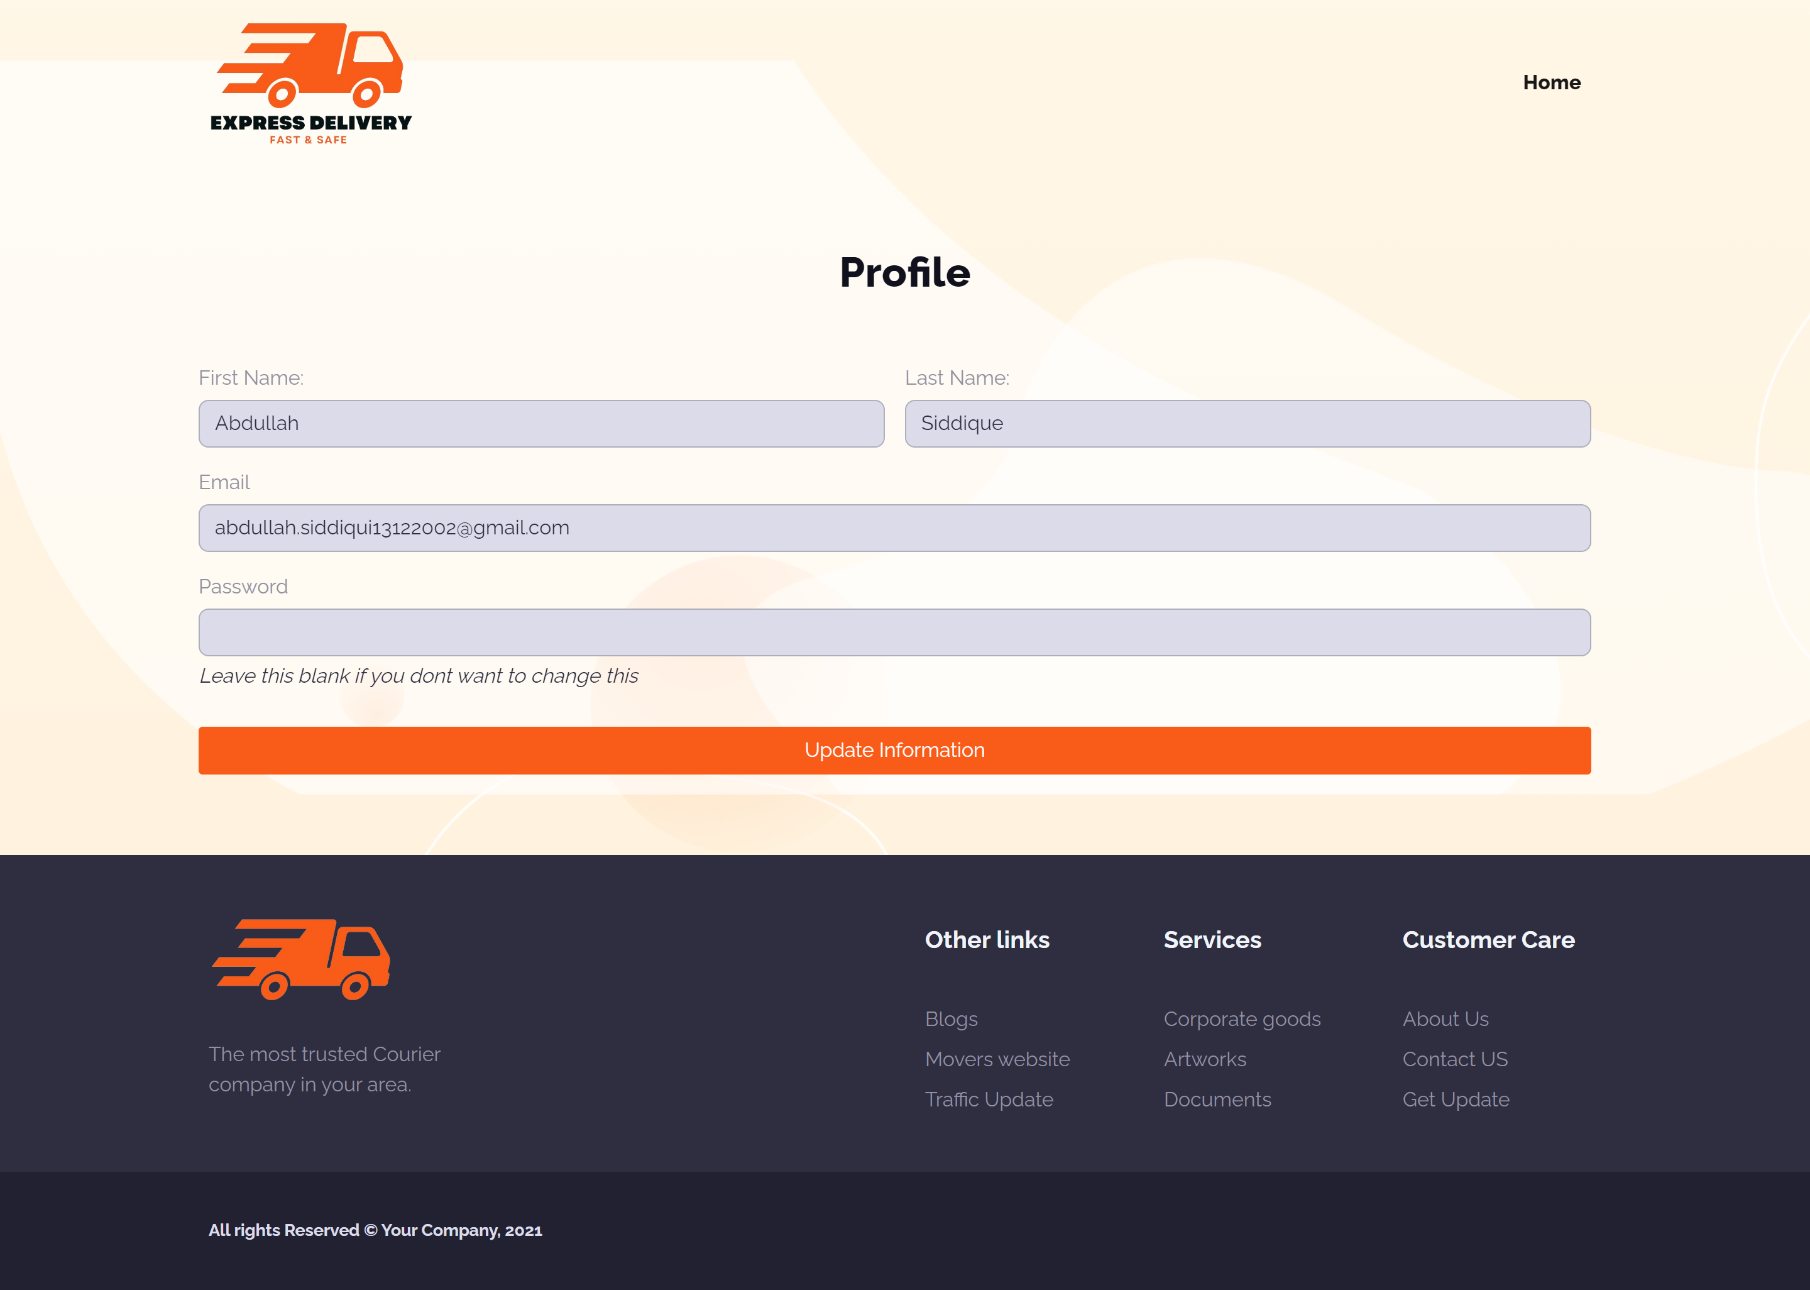 EXPRESS DELIVERY
FAST & SAFE
Home
Profile
First Name:
Last Name:
Abdullah
Siddique
Email
abdullah.siddiqui13122002@gmail.com
Password
Leave this blank if you dont want to change this
Update Information
The most trusted Courier
company in your area.
Other links
Blogs
Movers website
Traffic Update
Services
Corporate goods
Artworks
Documents
Customer Care
About Us
Contact US
Get Update
All rights Reserved © Your Company, 2021